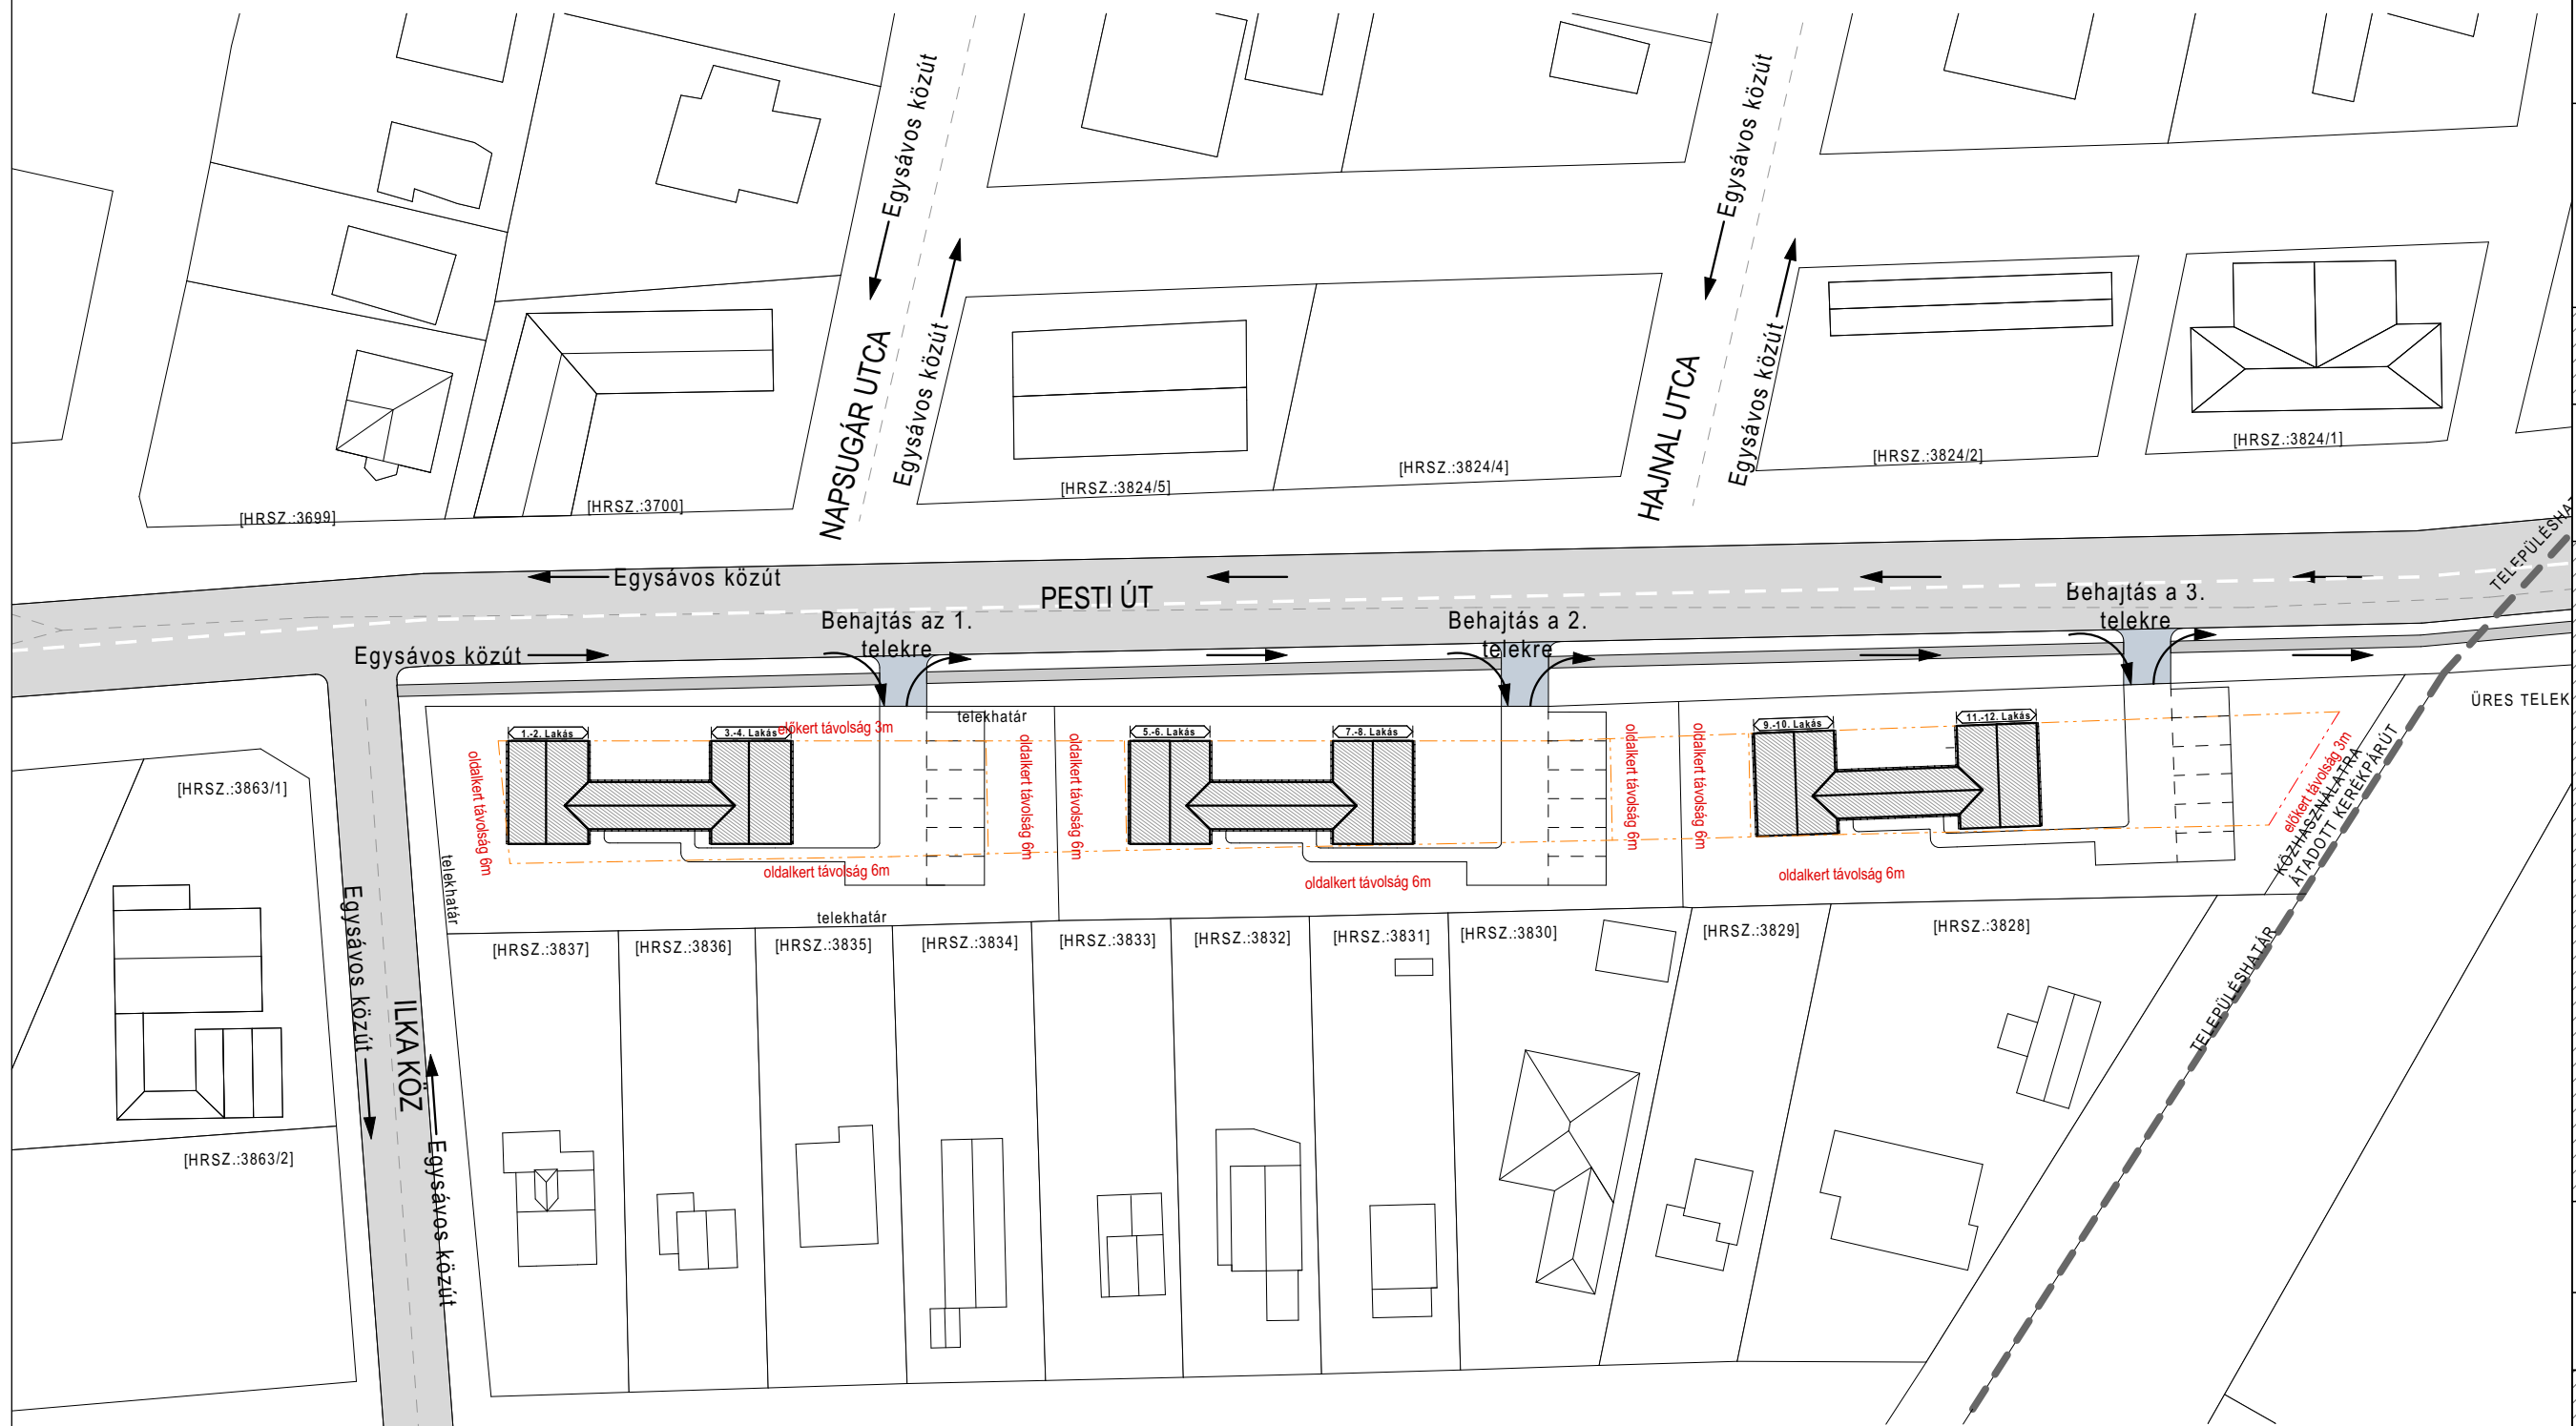 Egysávos közút
Egysávos közút
NAPSUGÁR UTCA
Egysávos közút
HAJNAL UTCA
Egysávos közút
[HRSZ.:3699]
[HRSZ.:3700]
[HRSZ.:3824/5]
[HRSZ.:3824/4]
[HRSZ.:3824/2]
[HRSZ.:3824/1]
TELEPÜLÉSHA
Egysávos közút
PESTI ÚT
Behajtás az 1.
telekre
Behajtás a 2.
telekre
Behajtás a 3.
telekre
Egysávos közút
ÜRES TELEK
telekhatár
1.-2. Lakás
3.-4. Lakás
előkert távolság 3m
5.-6. Lakás
7.-8. Lakás
9.-10. Lakás
11.-12. Lakás
oldalkert távolság 6m
oldalkert távolság 6m
oldalkert távolság 6m
oldalkert távolság 6m
oldalkert távolság 6m
előkert távolság 3m
KÖZHASZNÁLATRA
ÁTADOTT KERÉKPÁRÚT
oldalkert távolság 6m
oldalkert távolság 6m
oldalkert távolság 6m
telekhatár
telekhatár
[HRSZ.:3863/1]
[HRSZ.:3837]
[HRSZ.:3836]
[HRSZ.:3835]
[HRSZ.:3834]
[HRSZ.:3833]
[HRSZ.:3832]
[HRSZ.:3831]
[HRSZ.:3830]
[HRSZ.:3829]
[HRSZ.:3828]
TELEPÜLÉSHATÁR
Egysávos közút
ILKA KÖZ
Egysávos közút
[HRSZ.:3863/2]